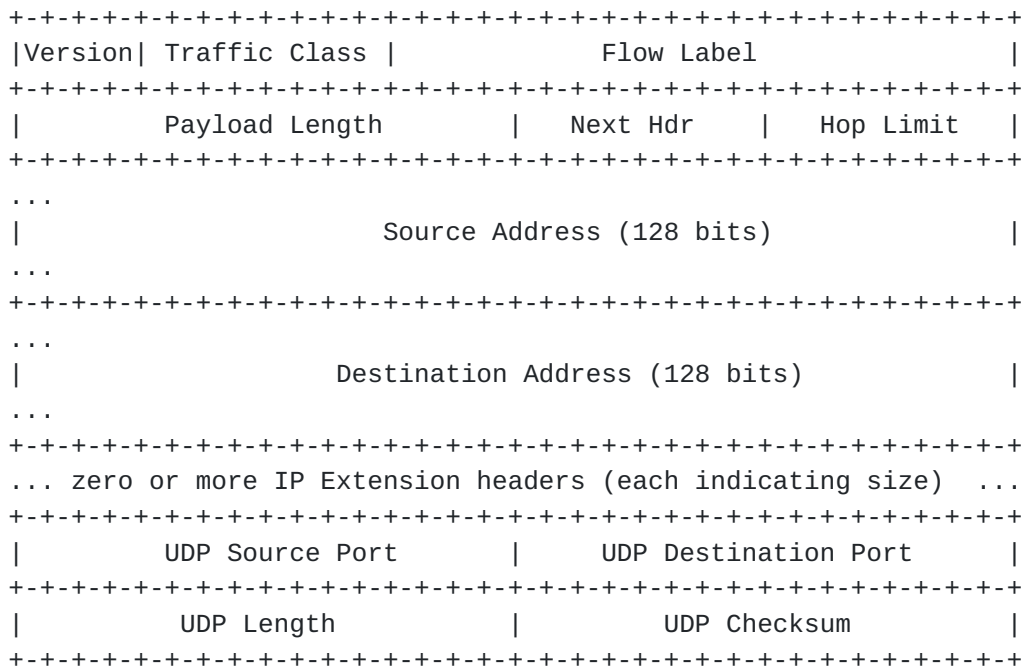 +-+-+-+-+-+-+-+-+-+-+-+-+-+-+-+-+-+-+-+-+-+-+-+-+-+-+-+-+-+-+-+-+
|Version| Traffic Class |             Flow Label                |
+-+-+-+-+-+-+-+-+-+-+-+-+-+-+-+-+-+-+-+-+-+-+-+-+-+-+-+-+-+-+-+-+
|         Payload Length        |   Next Hdr    |   Hop Limit   |
+-+-+-+-+-+-+-+-+-+-+-+-+-+-+-+-+-+-+-+-+-+-+-+-+-+-+-+-+-+-+-+-+
...
|                       Source Address (128 bits)               |
...
+-+-+-+-+-+-+-+-+-+-+-+-+-+-+-+-+-+-+-+-+-+-+-+-+-+-+-+-+-+-+-+-+
...
|                    Destination Address (128 bits)             |
...
+-+-+-+-+-+-+-+-+-+-+-+-+-+-+-+-+-+-+-+-+-+-+-+-+-+-+-+-+-+-+-+-+
... zero or more IP Extension headers (each indicating size)  ...
+-+-+-+-+-+-+-+-+-+-+-+-+-+-+-+-+-+-+-+-+-+-+-+-+-+-+-+-+-+-+-+-+
|         UDP Source Port       |     UDP Destination Port      |
+-+-+-+-+-+-+-+-+-+-+-+-+-+-+-+-+-+-+-+-+-+-+-+-+-+-+-+-+-+-+-+-+
|          UDP Length           |         UDP Checksum          |
+-+-+-+-+-+-+-+-+-+-+-+-+-+-+-+-+-+-+-+-+-+-+-+-+-+-+-+-+-+-+-+-+